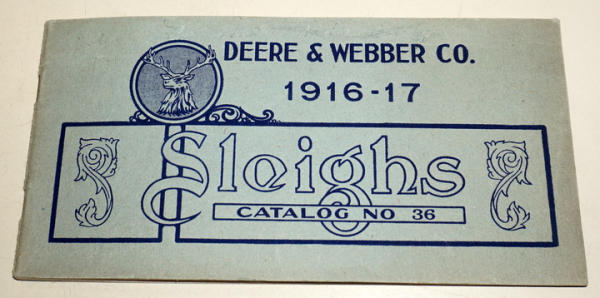 DEERE & WEBBER CO.
1916-17
Sleighs
CATALOG NO 36